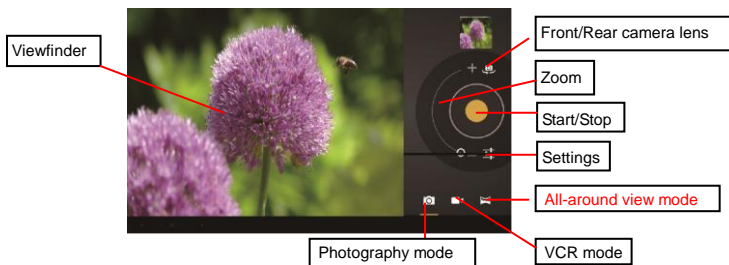 Front/Rear camera lens
Viewfinder
Zoom
Start/Stop
Settings
All-around view mode
Photography mode
VCR mode